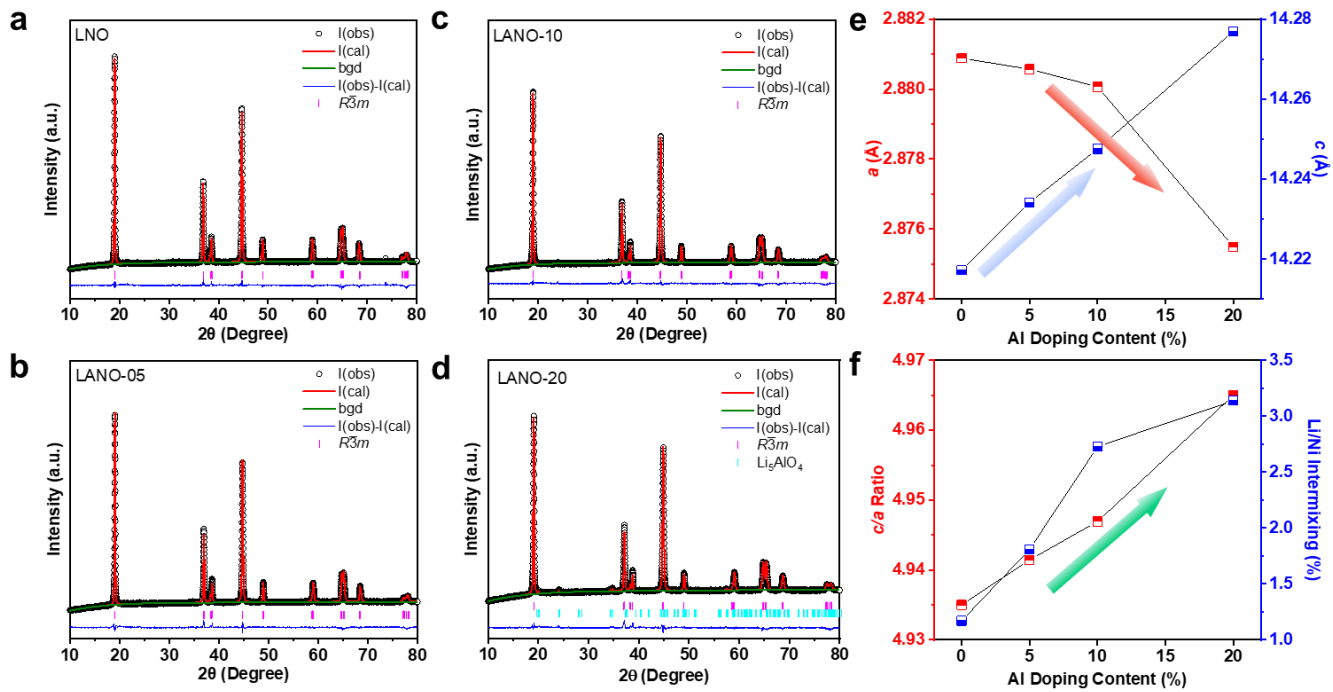 a
LNO
I(obs)
I(cal)
bgd
I(obs)-I(cal)
R3̅m
Intensity (a.u.)
10 20 30 40 50 60 70 80
2θ (Degree)
b
LANO-05
I(obs)
I(cal)
bgd
I(obs)-I(cal)
R3̅m
Intensity (a.u.)
10 20 30 40 50 60 70 80
2θ (Degree)
c
LANO-10
I(obs)
I(cal)
bgd
I(obs)-I(cal)
R3̅m
Intensity (a.u.)
10 20 30 40 50 60 70 80
2θ (Degree)
d
LANO-20
I(obs)
I(cal)
bgd
I(obs)-I(cal)
R3̅m
Li₅AlO₄
Intensity (a.u.)
10 20 30 40 50 60 70 80
2θ (Degree)
e
2.882
2.880
2.878
2.876
2.874
a (Å)
14.28
14.26
14.24
14.22
c (Å)
0 5 10 15 20
Al Doping Content (%)
f
4.97
4.96
4.95
4.94
4.93
c/a Ratio
3.5
3.0
2.5
2.0
1.5
1.0
Li/Ni Intermixing (%)
0 5 10 15 20
Al Doping Content (%)